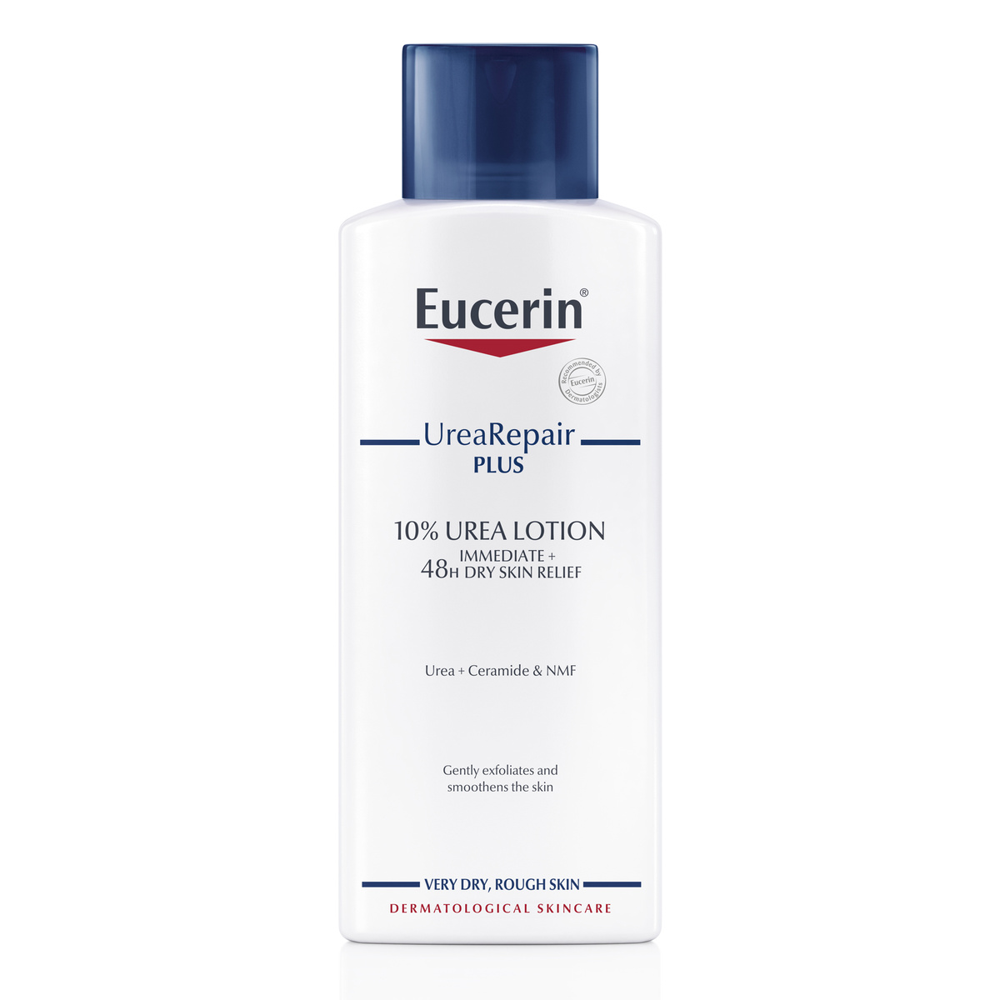 Eucerin®
Recommended by
Eucerin
Dermatologists
UreaRepair
PLUS
10% UREA LOTION
IMMEDIATE +
48H DRY SKIN RELIEF
Urea + Ceramide & NMF
Gently exfoliates and
smoothens the skin
VERY DRY, ROUGH SKIN
DERMATOLOGICAL SKINCARE